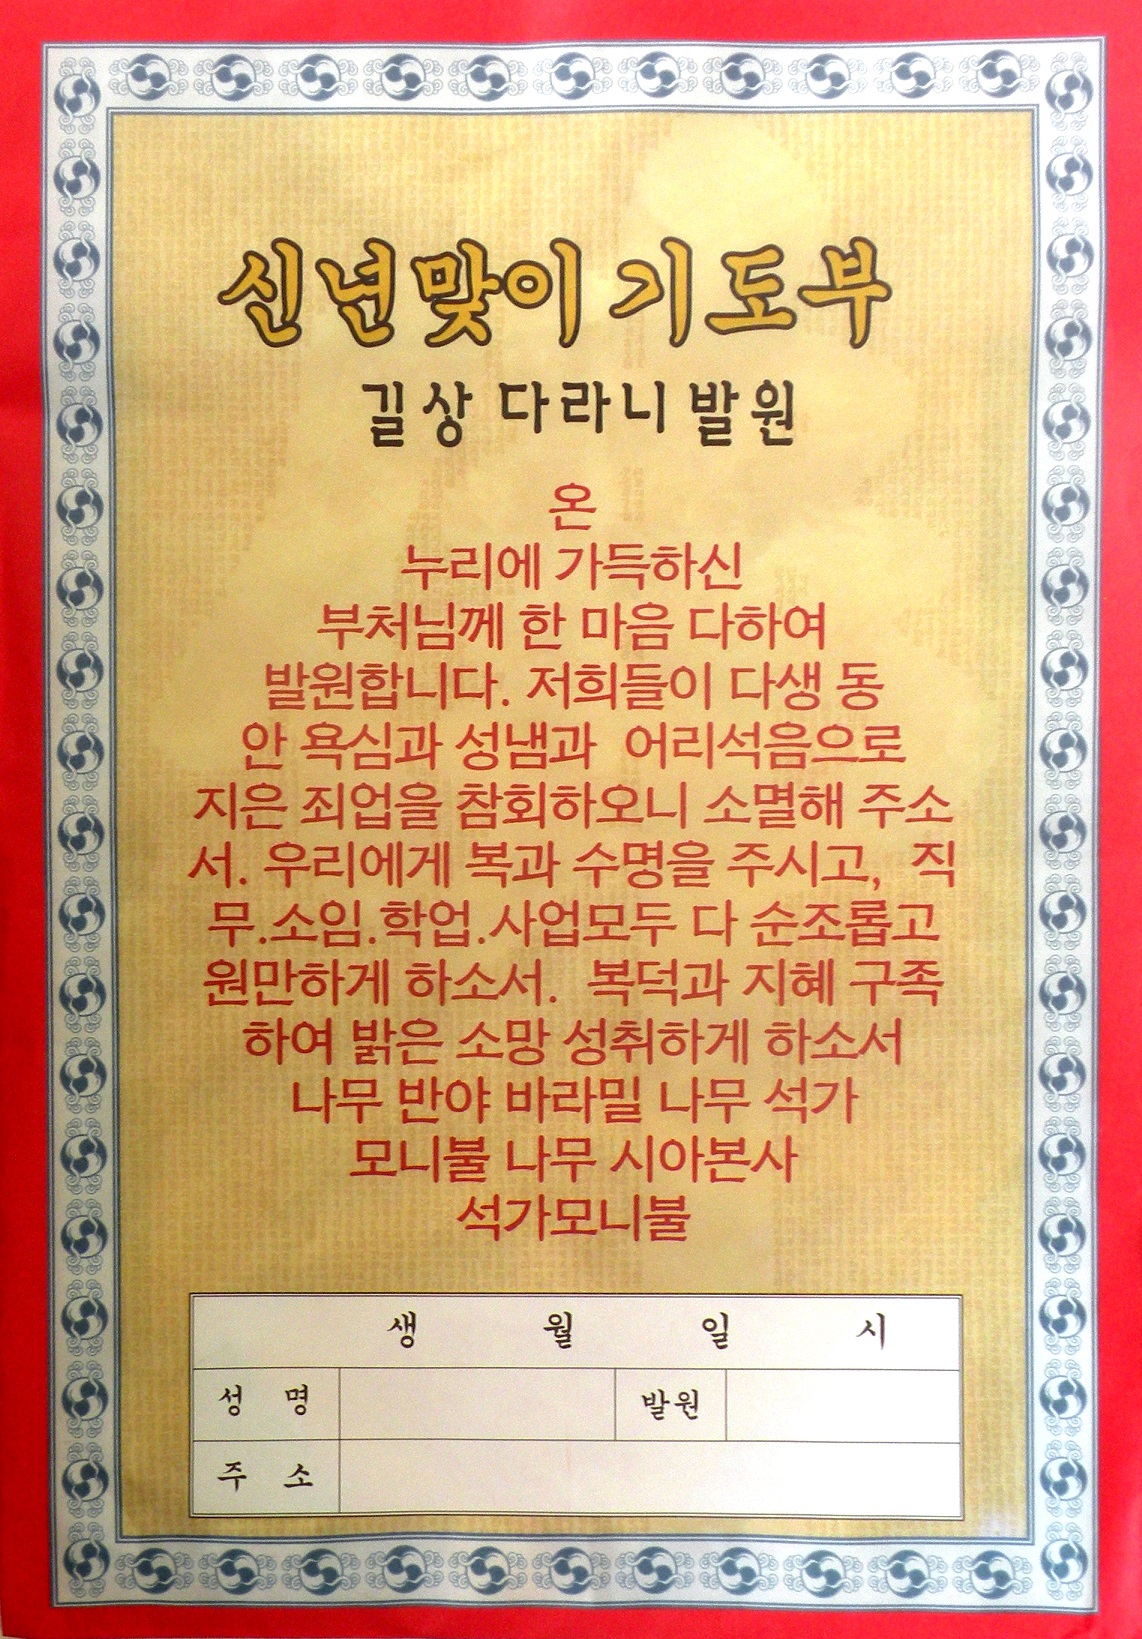 신년맞이 기도부
길상 다라니 발원
온
누리에 가득하신
부처님께 한 마음 다하여
발원합니다. 저희들이 다생 동
안 욕심과 성냄과 어리석음으로
지은 죄업을 참회하오니 소멸해 주소
서. 우리에게 복과 수명을 주시고, 직
무.소임.학업.사업모두 다 순조롭고
원만하게 하소서. 복덕과 지혜 구족
하여 밝은 소망 성취하게 하소서
나무 반야 바라밀 나무 석가
모니불 나무 시아본사
석가모니불
생 월 일 시
성 명 발원
주 소